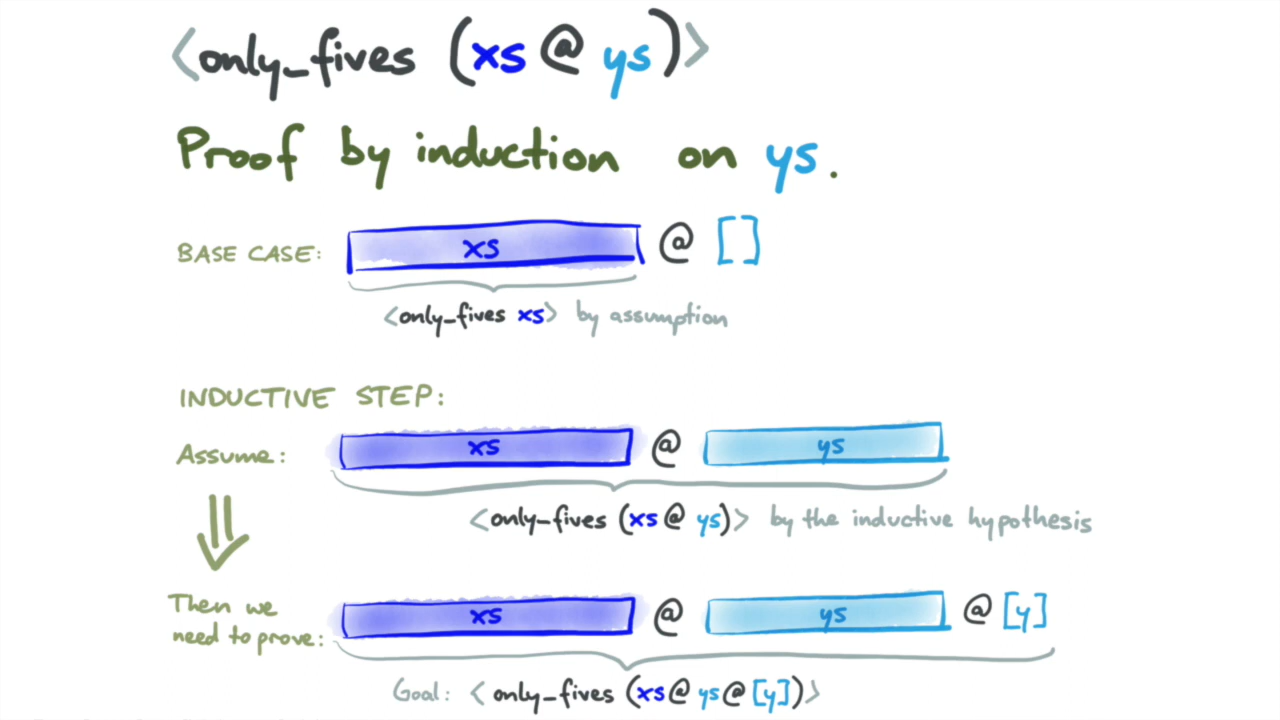 <only_fives (xs @ ys)>
Proof by induction on ys.
BASE CASE: xs @ []
<only_fives xs> by assumption
INDUCTIVE STEP:
Assume: xs @ ys
<only_fives (xs @ ys)> by the inductive hypothesis
Then we
need to prove: xs @ ys @ [y]
Goal: <only_fives (xs @ ys @ [y])>